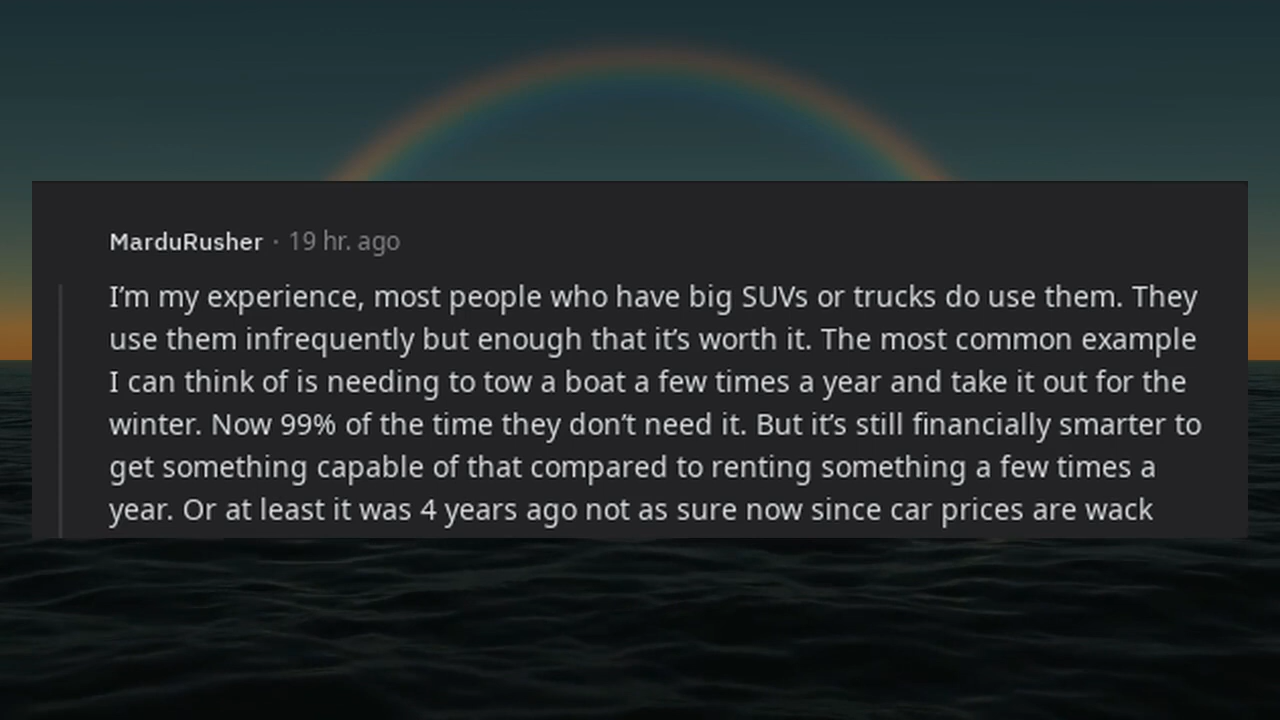 MarduRusher · 19 hr. ago
I’m my experience, most people who have big SUVs or trucks do use them. They
use them infrequently but enough that it’s worth it. The most common example
I can think of is needing to tow a boat a few times a year and take it out for the
winter. Now 99% of the time they don’t need it. But it’s still financially smarter to
get something capable of that compared to renting something a few times a
year. Or at least it was 4 years ago not as sure now since car prices are wack